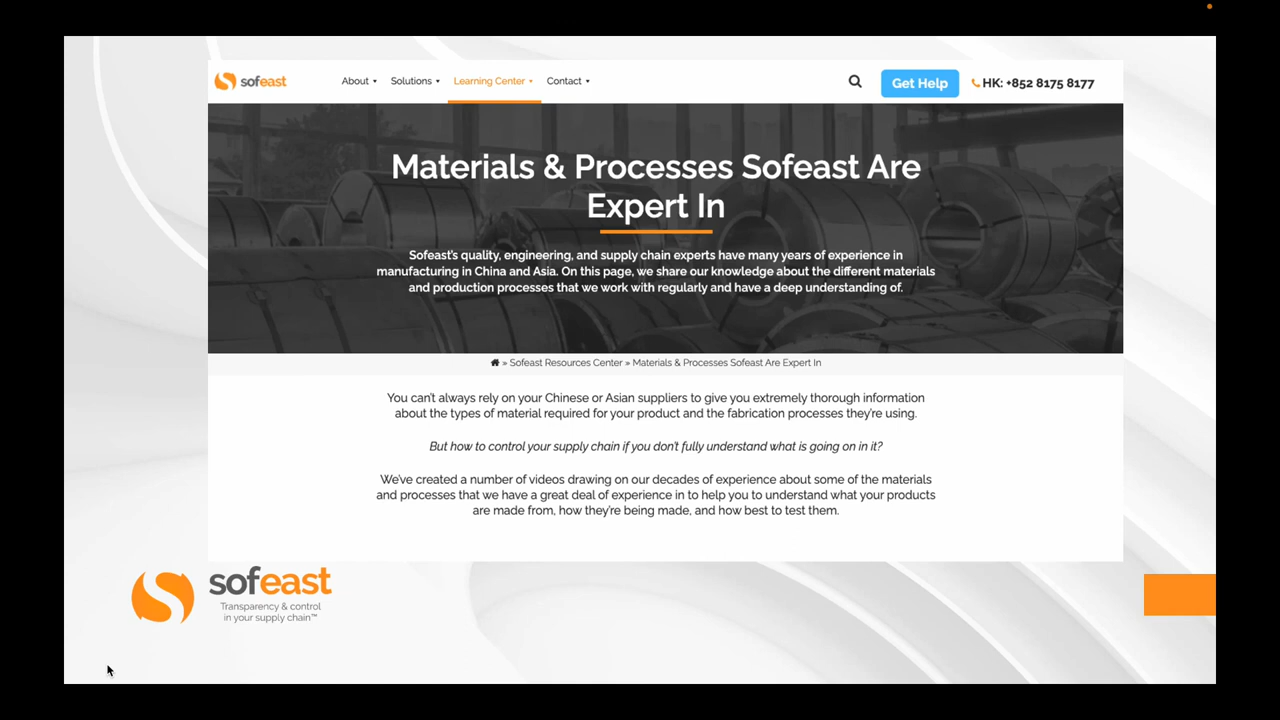 sofeast
About
Solutions
Learning Center
Contact
Get Help
HK: +852 8175 8177
Materials & Processes Sofeast Are
Expert In
Sofeast's quality, engineering, and supply chain experts have many years of experience in
manufacturing in China and Asia. On this page, we share our knowledge about the different materials
and production processes that we work with regularly and have a deep understanding of.
» Sofeast Resources Center » Materials & Processes Sofeast Are Expert In
You can't always rely on your Chinese or Asian suppliers to give you extremely thorough information
about the types of material required for your product and the fabrication processes they're using.
But how to control your supply chain if you don't fully understand what is going on in it?
We've created a number of videos drawing on our decades of experience about some of the materials
and processes that we have a great deal of experience in to help you to understand what your products
are made from, how they're being made, and how best to test them.
sofeast
Transparency & control
in your supply chain™